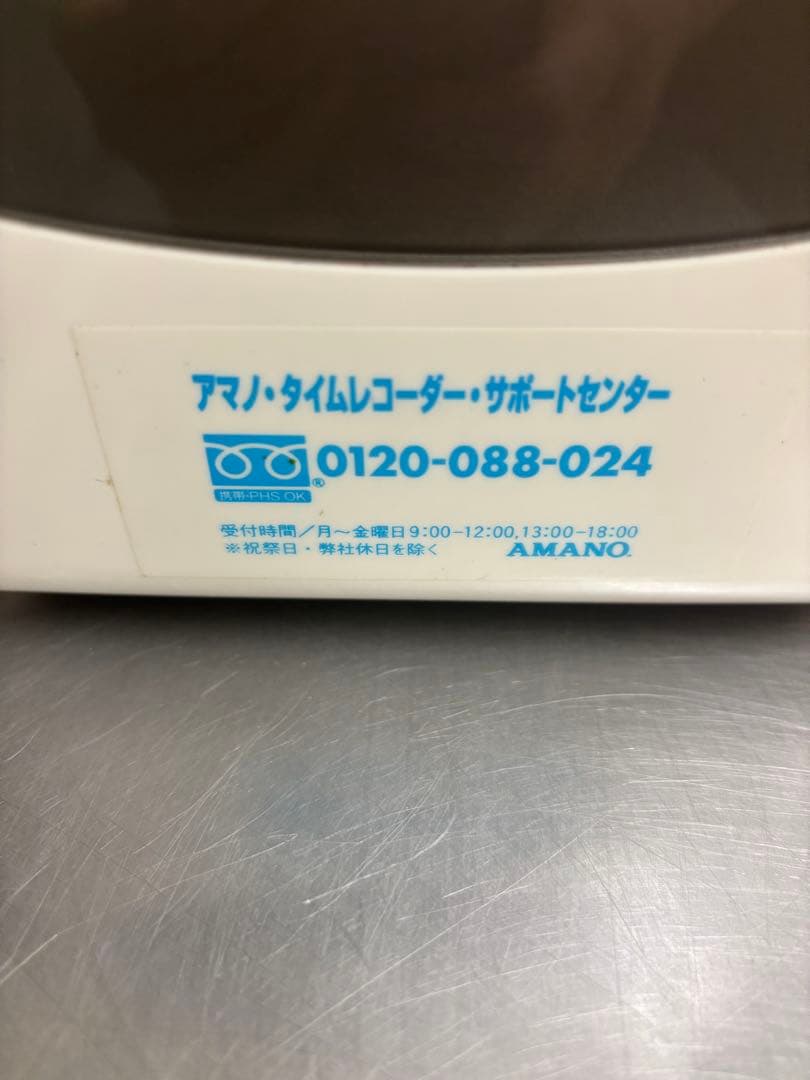 アマノ・タイムレコーダー・サポートセンター
0120-088-024
®
携帯・PHS OK
受付時間／月～金曜日9:00-12:00,13:00-18:00
※祝祭日・弊社休日を除く AMANO.